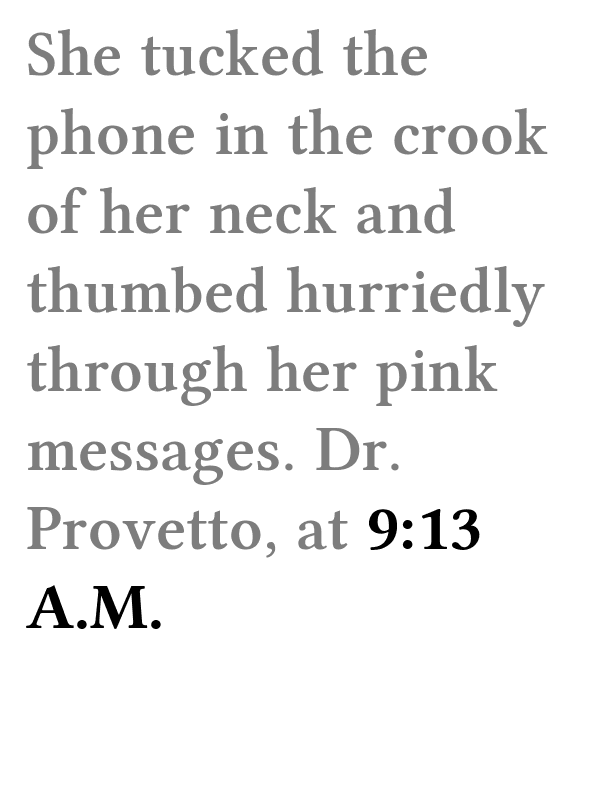 She tucked the
phone in the crook
of her neck and
thumbed hurriedly
through her pink
messages. Dr.
Provetto, at 9:13
A.M.